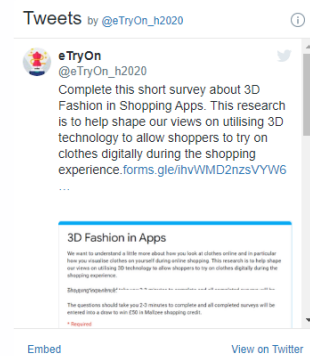 Tweets by @eTryOn_h2020
eTryOn
@eTryOn_h2020
Complete this short survey about 3D
Fashion in Shopping Apps. This research
is to help shape our views on utilising 3D
technology to allow shoppers to try on
clothes digitally during the shopping
experience.forms.gle/ihvWMD2nzsVYW6
…
3D Fashion in Apps
We want to understand a little more about how you look at clothes online and in particular
how you visualise clothes on yourself during online shopping. This research is to help shape
our views on utilising 3D technology to allow shoppers to try on clothes digitally during the
shopping experience.
The questions should take you 2-3 minutes to complete and all completed surveys will be
entered into a draw to win £50 in Mallzee shopping credit.
* Required
Embed
View on Twitter